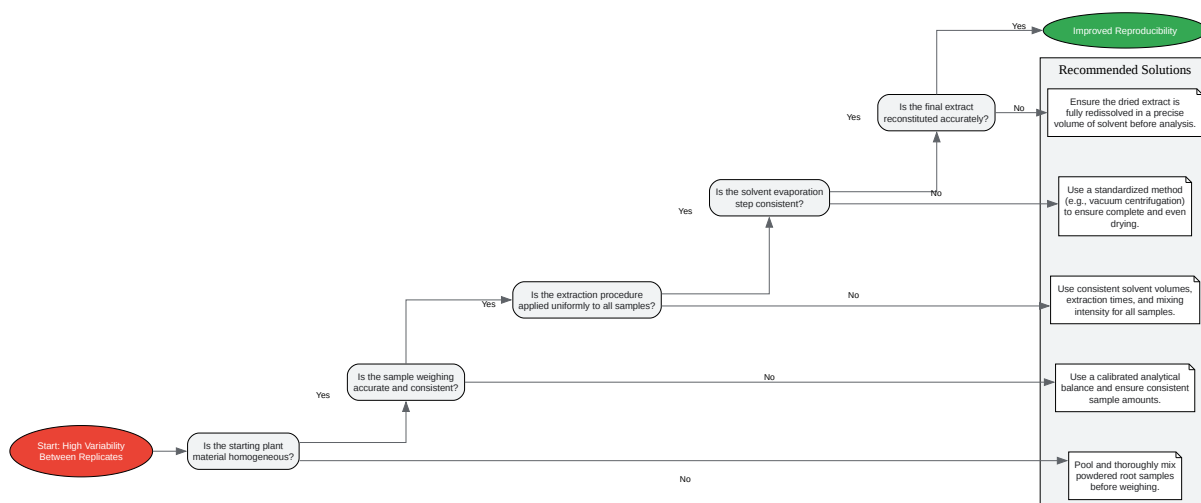 Yes
Improved Reproducibility
Recommended Solutions
Is the final extract
reconstituted accurately?
Yes
No
Ensure the dried extract is
fully redissolved in a precise
volume of solvent before analysis.
Is the solvent evaporation
step consistent?
Yes
No
Use a standardized method
(e.g., vacuum centrifugation)
to ensure complete and even
drying.
Is the extraction procedure
applied uniformly to all samples?
Yes
No
Use consistent solvent volumes,
extraction times, and mixing
intensity for all samples.
Is the sample weighing
accurate and consistent?
Yes
No
Use a calibrated analytical
balance and ensure consistent
sample amounts.
Start: High Variability
Between Replicates
Is the starting plant
material homogeneous?
No
Pool and thoroughly mix
powdered root samples
before weighing.